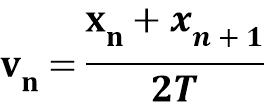 vₙ = (xₙ + xₙ₊₁) / 2T